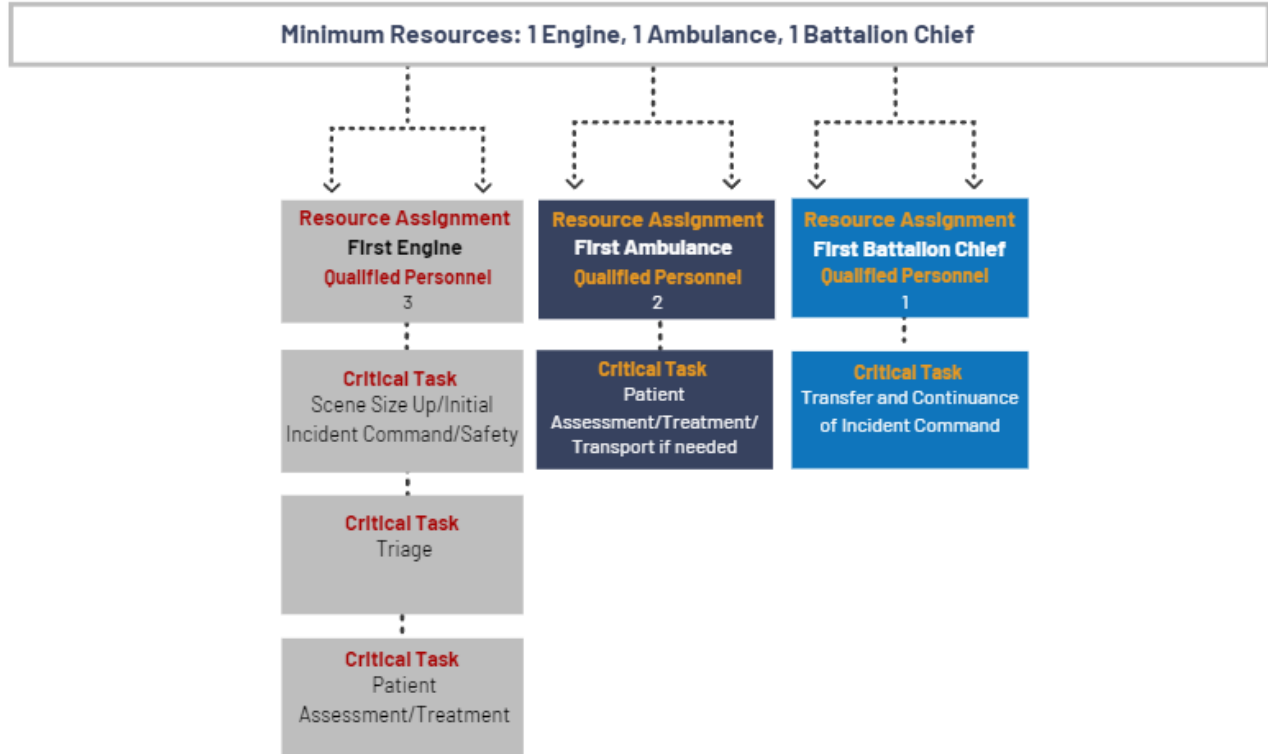 Minimum Resources: 1 Engine, 1 Ambulance, 1 Battalion Chief
Resource Assignment
First Engine
Qualified Personnel
3
Critical Task
Scene Size Up/Initial
Incident Command/Safety
Critical Task
Triage
Critical Task
Patient
Assessment/Treatment
Resource Assignment
First Ambulance
Qualified Personnel
2
Critical Task
Patient
Assessment/Treatment/
Transport if needed
Resource Assignment
First Battalion Chief
Qualified Personnel
1
Critical Task
Transfer and Continuance
of Incident Command